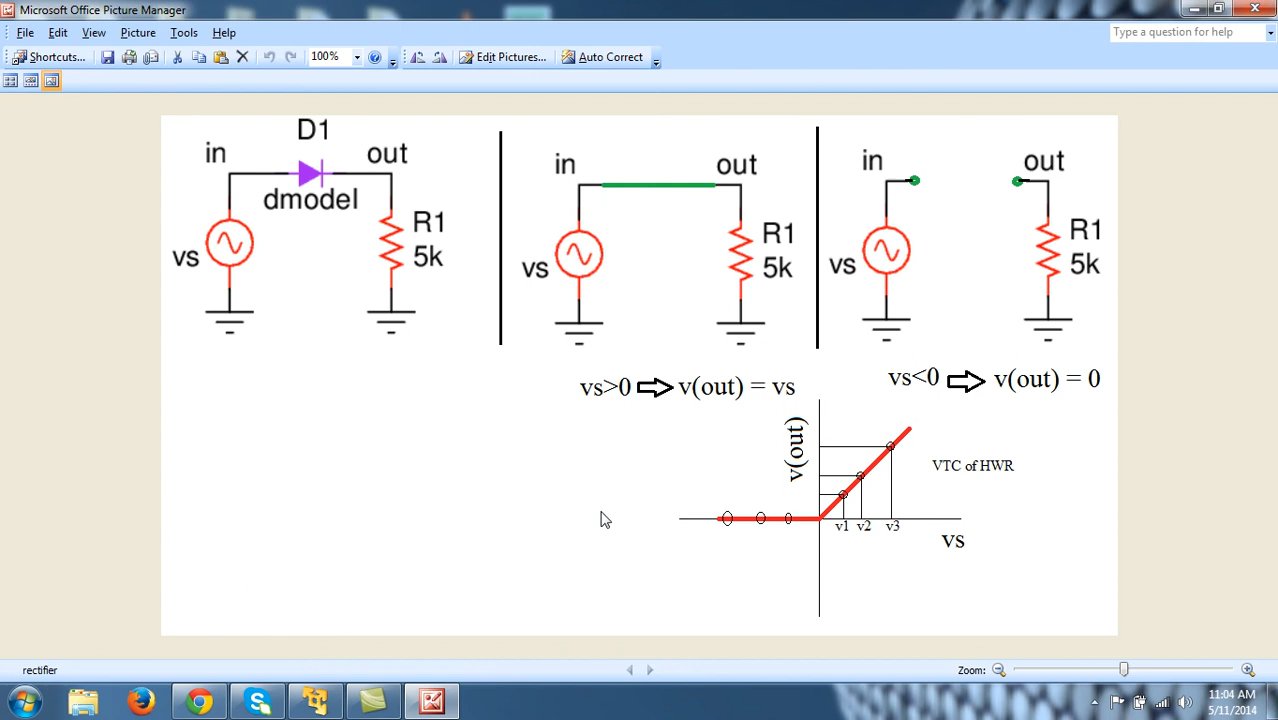 Microsoft Office Picture Manager
File Edit View Picture Tools Help
Type a question for help
Shortcuts...
100%
Edit Pictures...
Auto Correct
D1
in
out
dmodel
vs
R1
5k
in
out
vs
R1
5k
in
out
vs
R1
5k
vs>0 ⇨ v(out) = vs
vs<0 ⇨ v(out) = 0
v(out)
VTC of HWR
v1 v2 v3
vs
rectifier
Zoom:
11:04 AM
5/11/2014